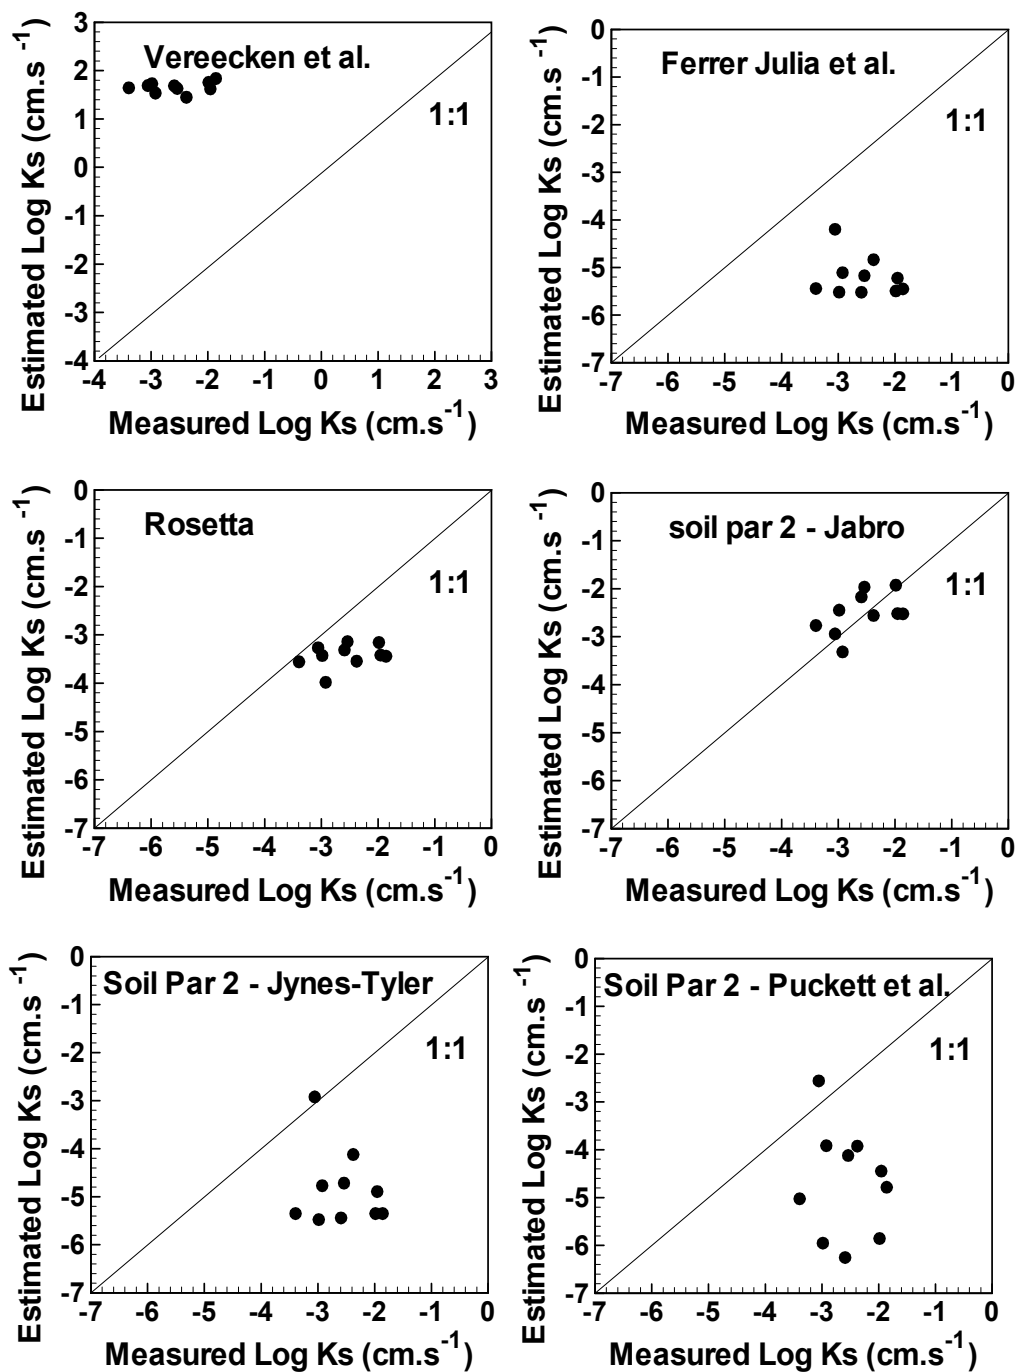 3
2
1
0
-1
-2
-3
-4
Estimated Log Ks (cm.s⁻¹)
Vereecken et al.
1:1
-4 -3 -2 -1 0 1 2 3
Measured Log Ks (cm.s⁻¹)
0
-1
-2
-3
-4
-5
-6
-7
Estimated Log Ks (cm.s⁻¹)
Ferrer Julia et al.
1:1
-7 -6 -5 -4 -3 -2 -1 0
Measured Log Ks (cm.s⁻¹)
0
-1
-2
-3
-4
-5
-6
-7
Estimated Log Ks (cm.s⁻¹)
Rosetta
1:1
-7 -6 -5 -4 -3 -2 -1 0
Measured Log Ks (cm.s⁻¹)
0
-1
-2
-3
-4
-5
-6
-7
Estimated Log Ks (cm.s⁻¹)
soil par 2 - Jabro
1:1
-7 -6 -5 -4 -3 -2 -1 0
Measured Log Ks (cm.s⁻¹)
0
-1
-2
-3
-4
-5
-6
-7
Estimated Log Ks (cm.s⁻¹)
Soil Par 2 - Jynes-Tyler
1:1
-7 -6 -5 -4 -3 -2 -1 0
Measured Log Ks (cm.s⁻¹)
0
-1
-2
-3
-4
-5
-6
-7
Estimated Log Ks (cm.s⁻¹)
Soil Par 2 - Puckett et al.
1:1
-7 -6 -5 -4 -3 -2 -1 0
Measured Log Ks (cm.s⁻¹)